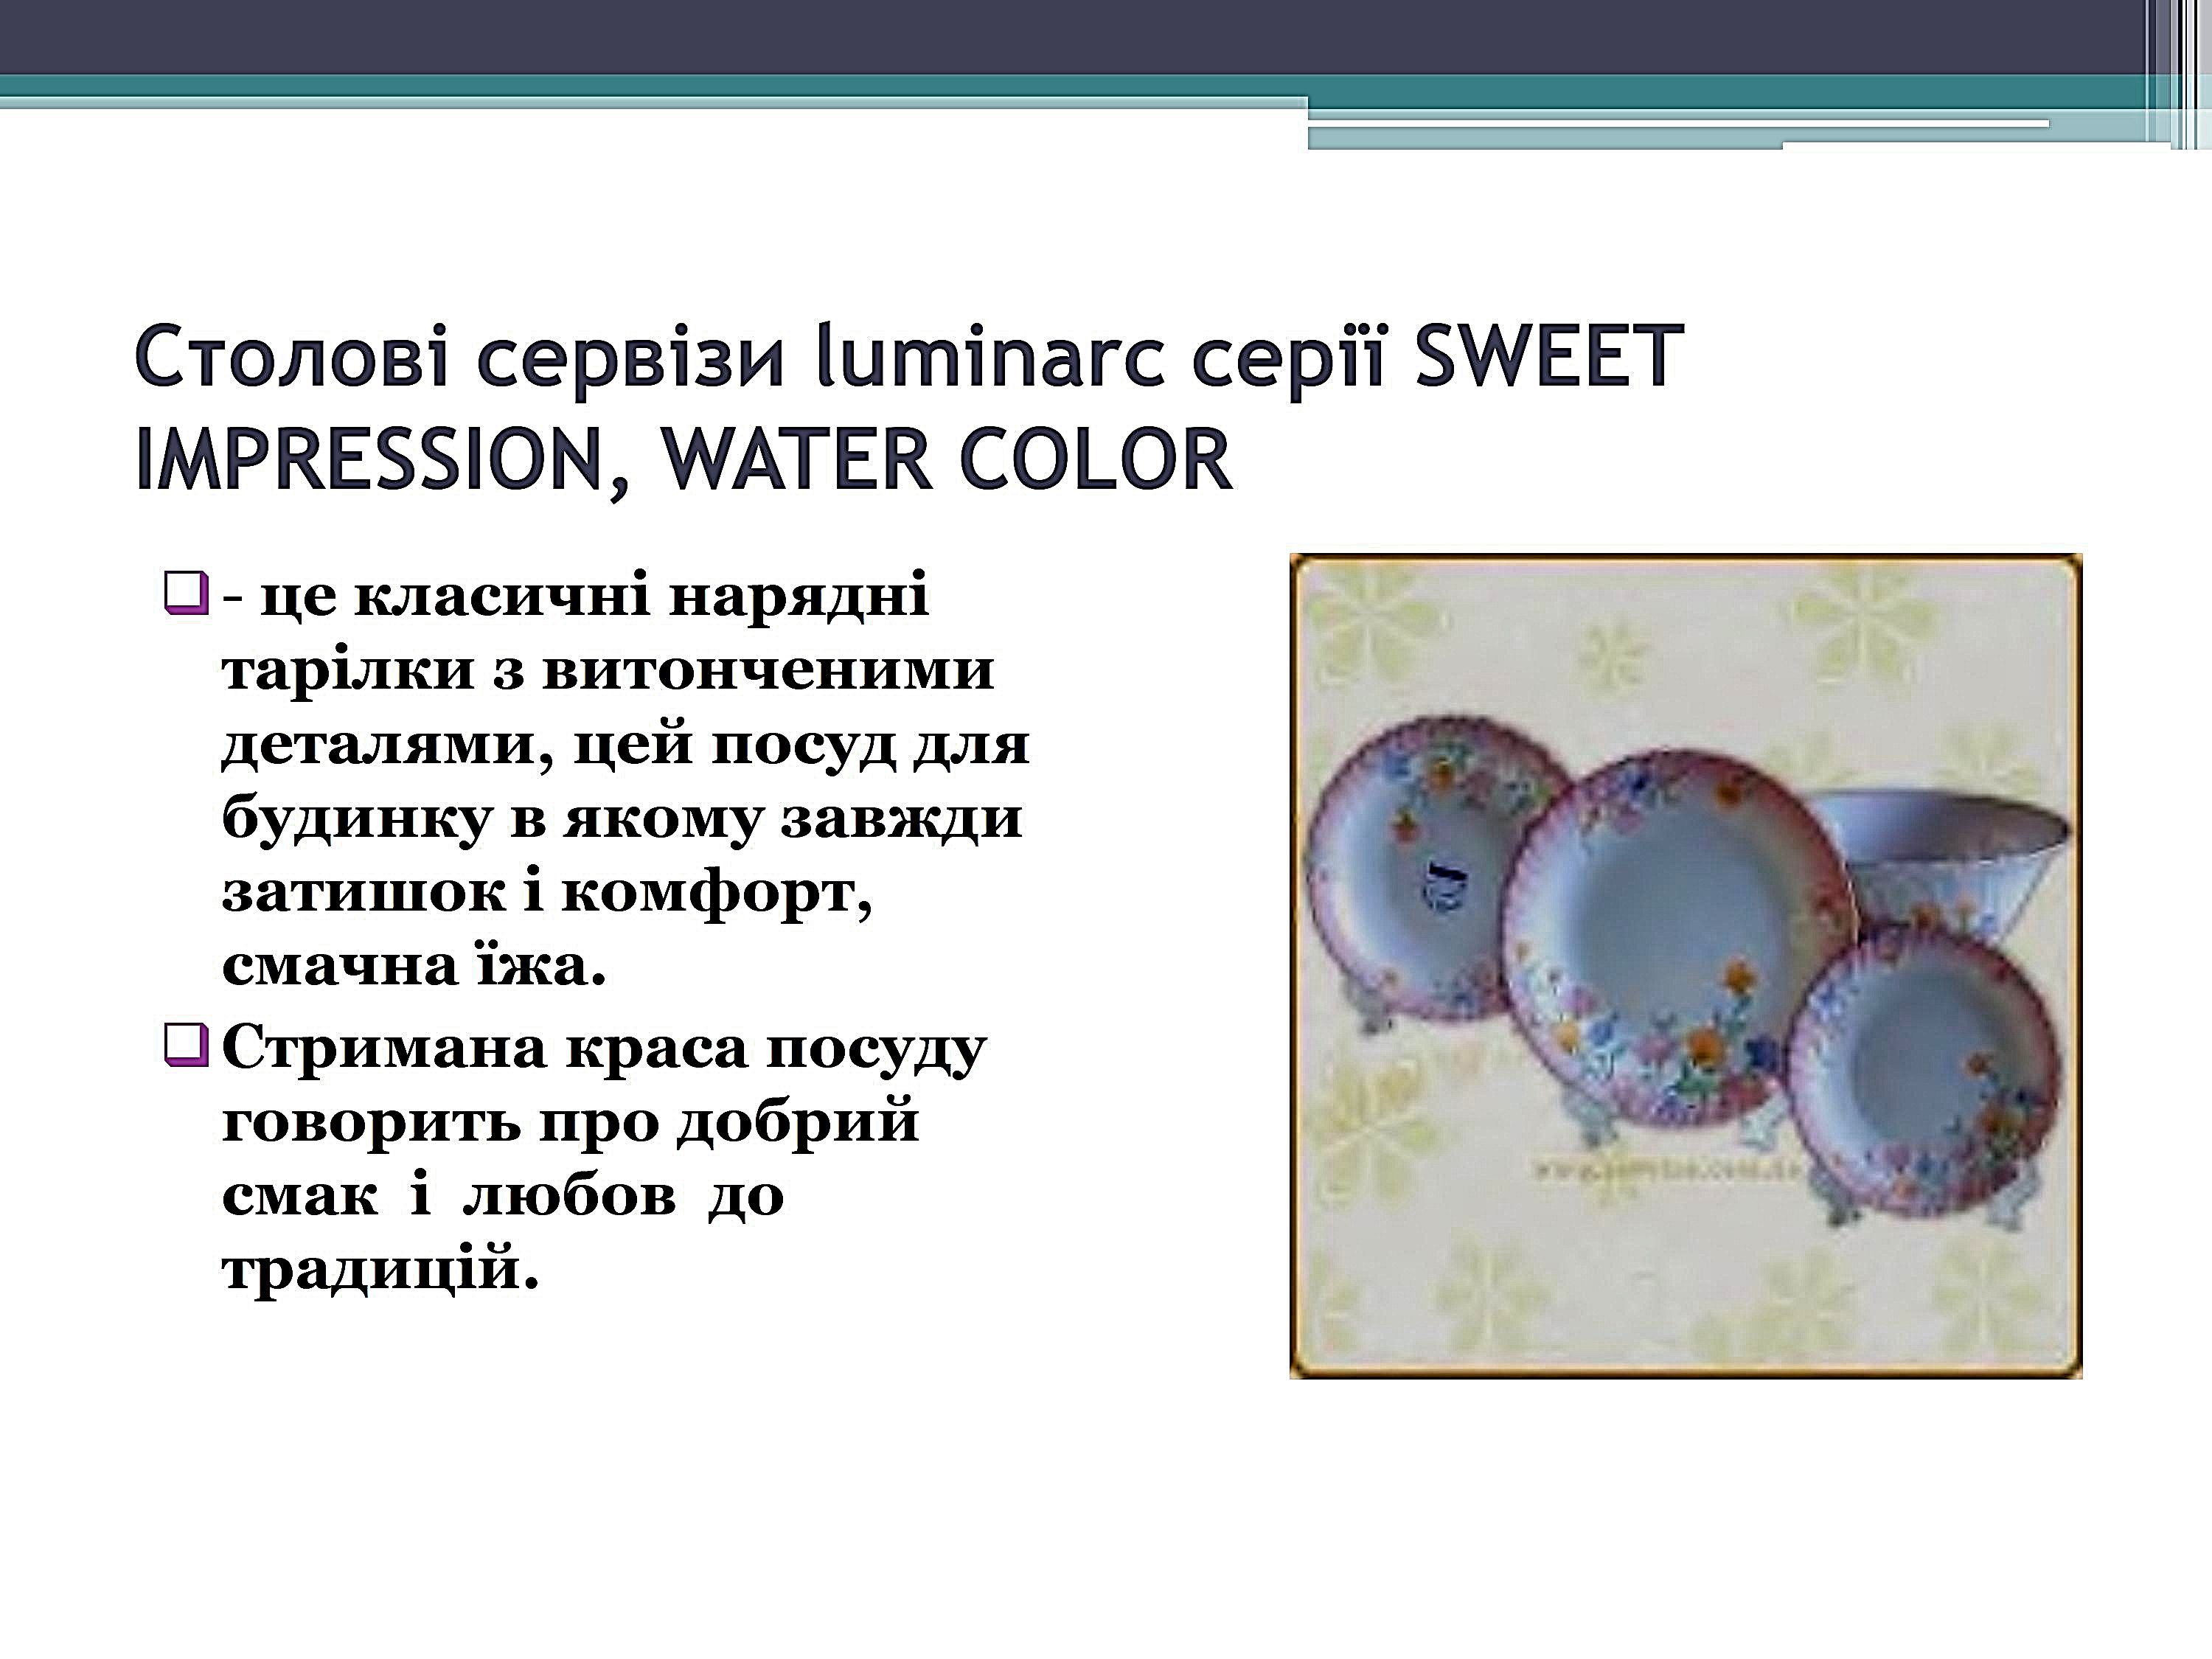 Столові сервізи luminarc серії SWEET
IMPRESSION, WATER COLOR
- це класичні нарядні
тарілки з витонченими
деталями, цей посуд для
будинку в якому завжди
затишок і комфорт,
смачна їжа.
Стримана краса посуду
говорить про добрий
смак і любов до
традицій.